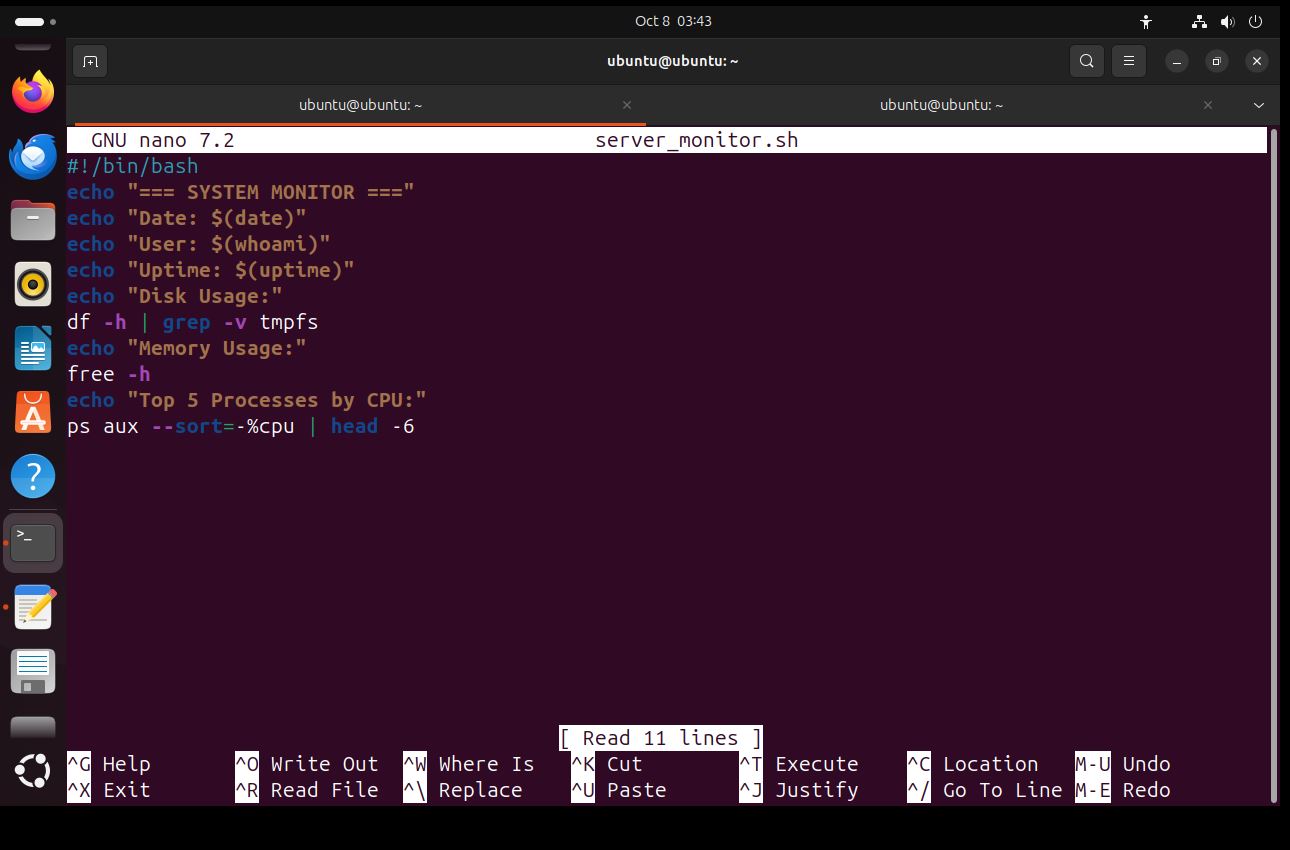 Oct 8 03:43
ubuntu@ubuntu: ~
ubuntu@ubuntu: ~ ubuntu@ubuntu: ~
GNU nano 7.2 server_monitor.sh
#!/bin/bash
echo "=== SYSTEM MONITOR ==="
echo "Date: $(date)"
echo "User: $(whoami)"
echo "Uptime: $(uptime)"
echo "Disk Usage:"
df -h | grep -v tmpfs
echo "Memory Usage:"
free -h
echo "Top 5 Processes by CPU:"
ps aux --sort=-%cpu | head -6
[ Read 11 lines ]
^G Help ^O Write Out ^W Where Is ^K Cut ^T Execute ^C Location M-U Undo
^X Exit ^R Read File ^\ Replace ^U Paste ^J Justify ^/ Go To Line M-E Redo